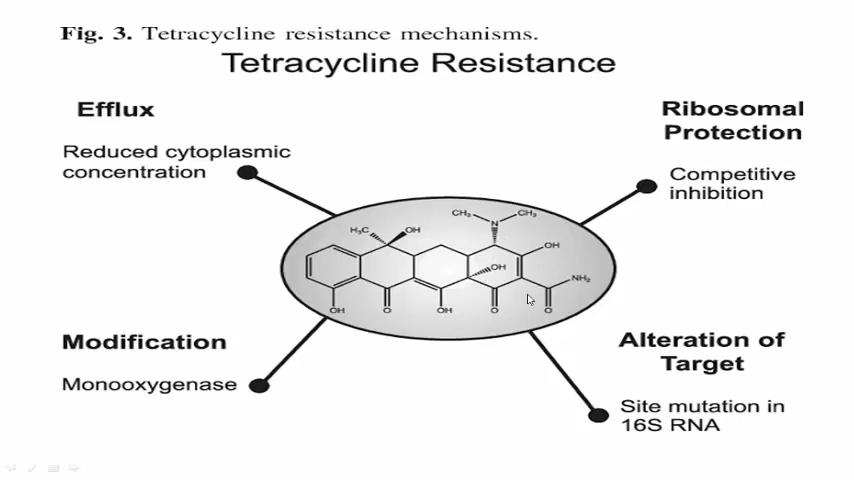 Fig. 3. Tetracycline resistance mechanisms.
Tetracycline Resistance
Efflux
Reduced cytoplasmic
concentration
Ribosomal
Protection
Competitive
inhibition
CH₃ CH₃
N
H₃C OH
OH
OH
NH₂
OH O OH O O
Modification
Monooxygenase
Alteration of
Target
Site mutation in
16S RNA